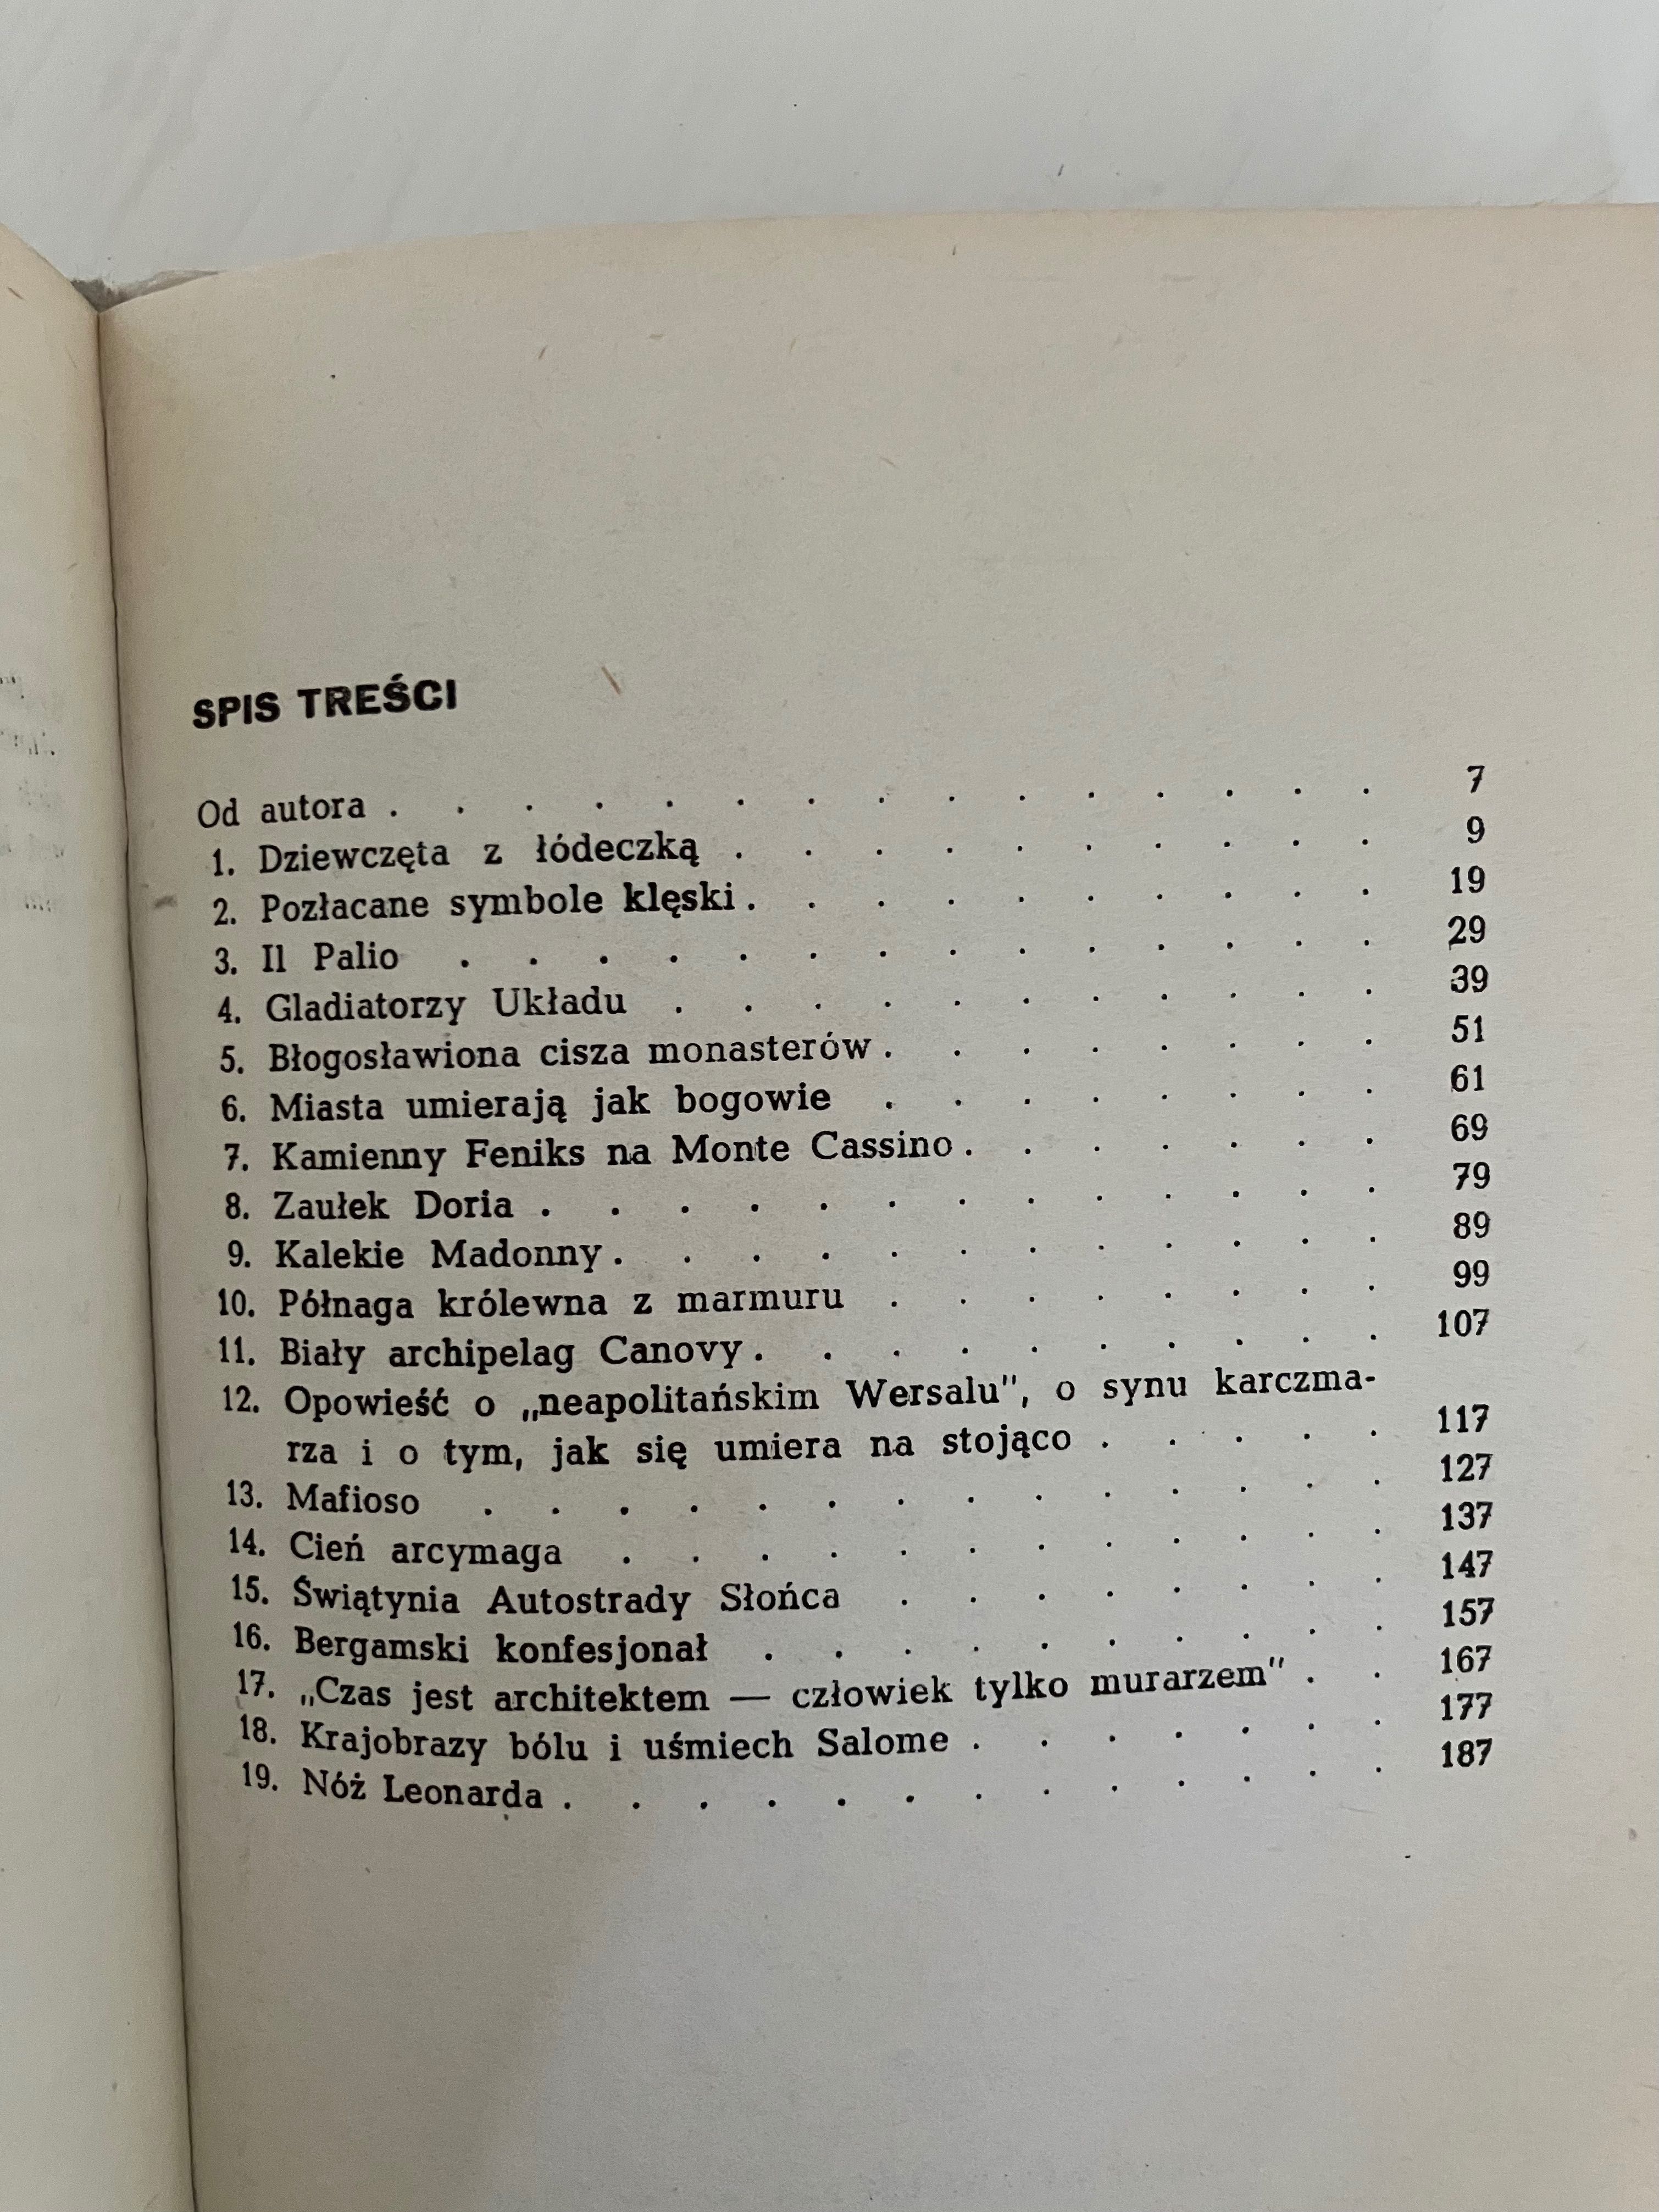 SPIS TREŚCI
Od autora . . . . . . . . . . . . . . . 7
1. Dziewczęta z łódeczką . . . . . . . . . . 9
2. Pozłacane symbole klęski . . . . . . . . . . 19
3. Il Palio . . . . . . . . . . . . . . 29
4. Gladiatorzy Układu . . . . . . . . . . . 39
5. Błogosławiona cisza monasterów . . . . . . . . 51
6. Miasta umierają jak bogowie . . . . . . . . 61
7. Kamienny Feniks na Monte Cassino . . . . . . . 69
8. Zaułek Doria . . . . . . . . . . . . . 79
9. Kalekie Madonny . . . . . . . . . . . . 89
10. Półnaga królewna z marmuru . . . . . . . . 99
11. Biały archipelag Canovy . . . . . . . . . . 107
12. Opowieść o „neapolitańskim Wersalu", o synu karczma-
rza i o tym, jak się umiera na stojąco . . . . . 117
13. Mafioso . . . . . . . . . . . . . . 127
14. Cień arcymaga . . . . . . . . . . . . 137
15. Świątynia Autostrady Słońca . . . . . . . . 147
16. Bergamski konfesjonał . . . . . . . . . . 157
17. „Czas jest architektem — człowiek tylko murarzem" . . 167
18. Krajobrazy bólu i uśmiech Salome . . . . . . . 177
19. Nóż Leonarda . . . . . . . . . . . . . 187